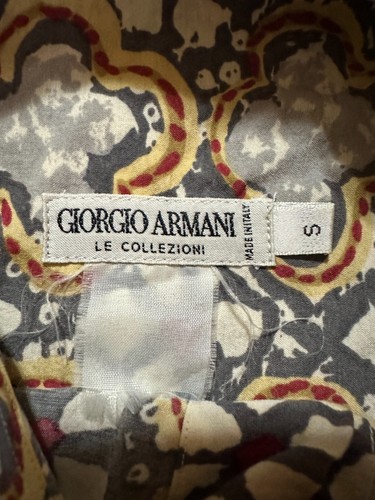 GIORGIO ARMANI
LE COLLEZIONI
MADE IN ITALY
S